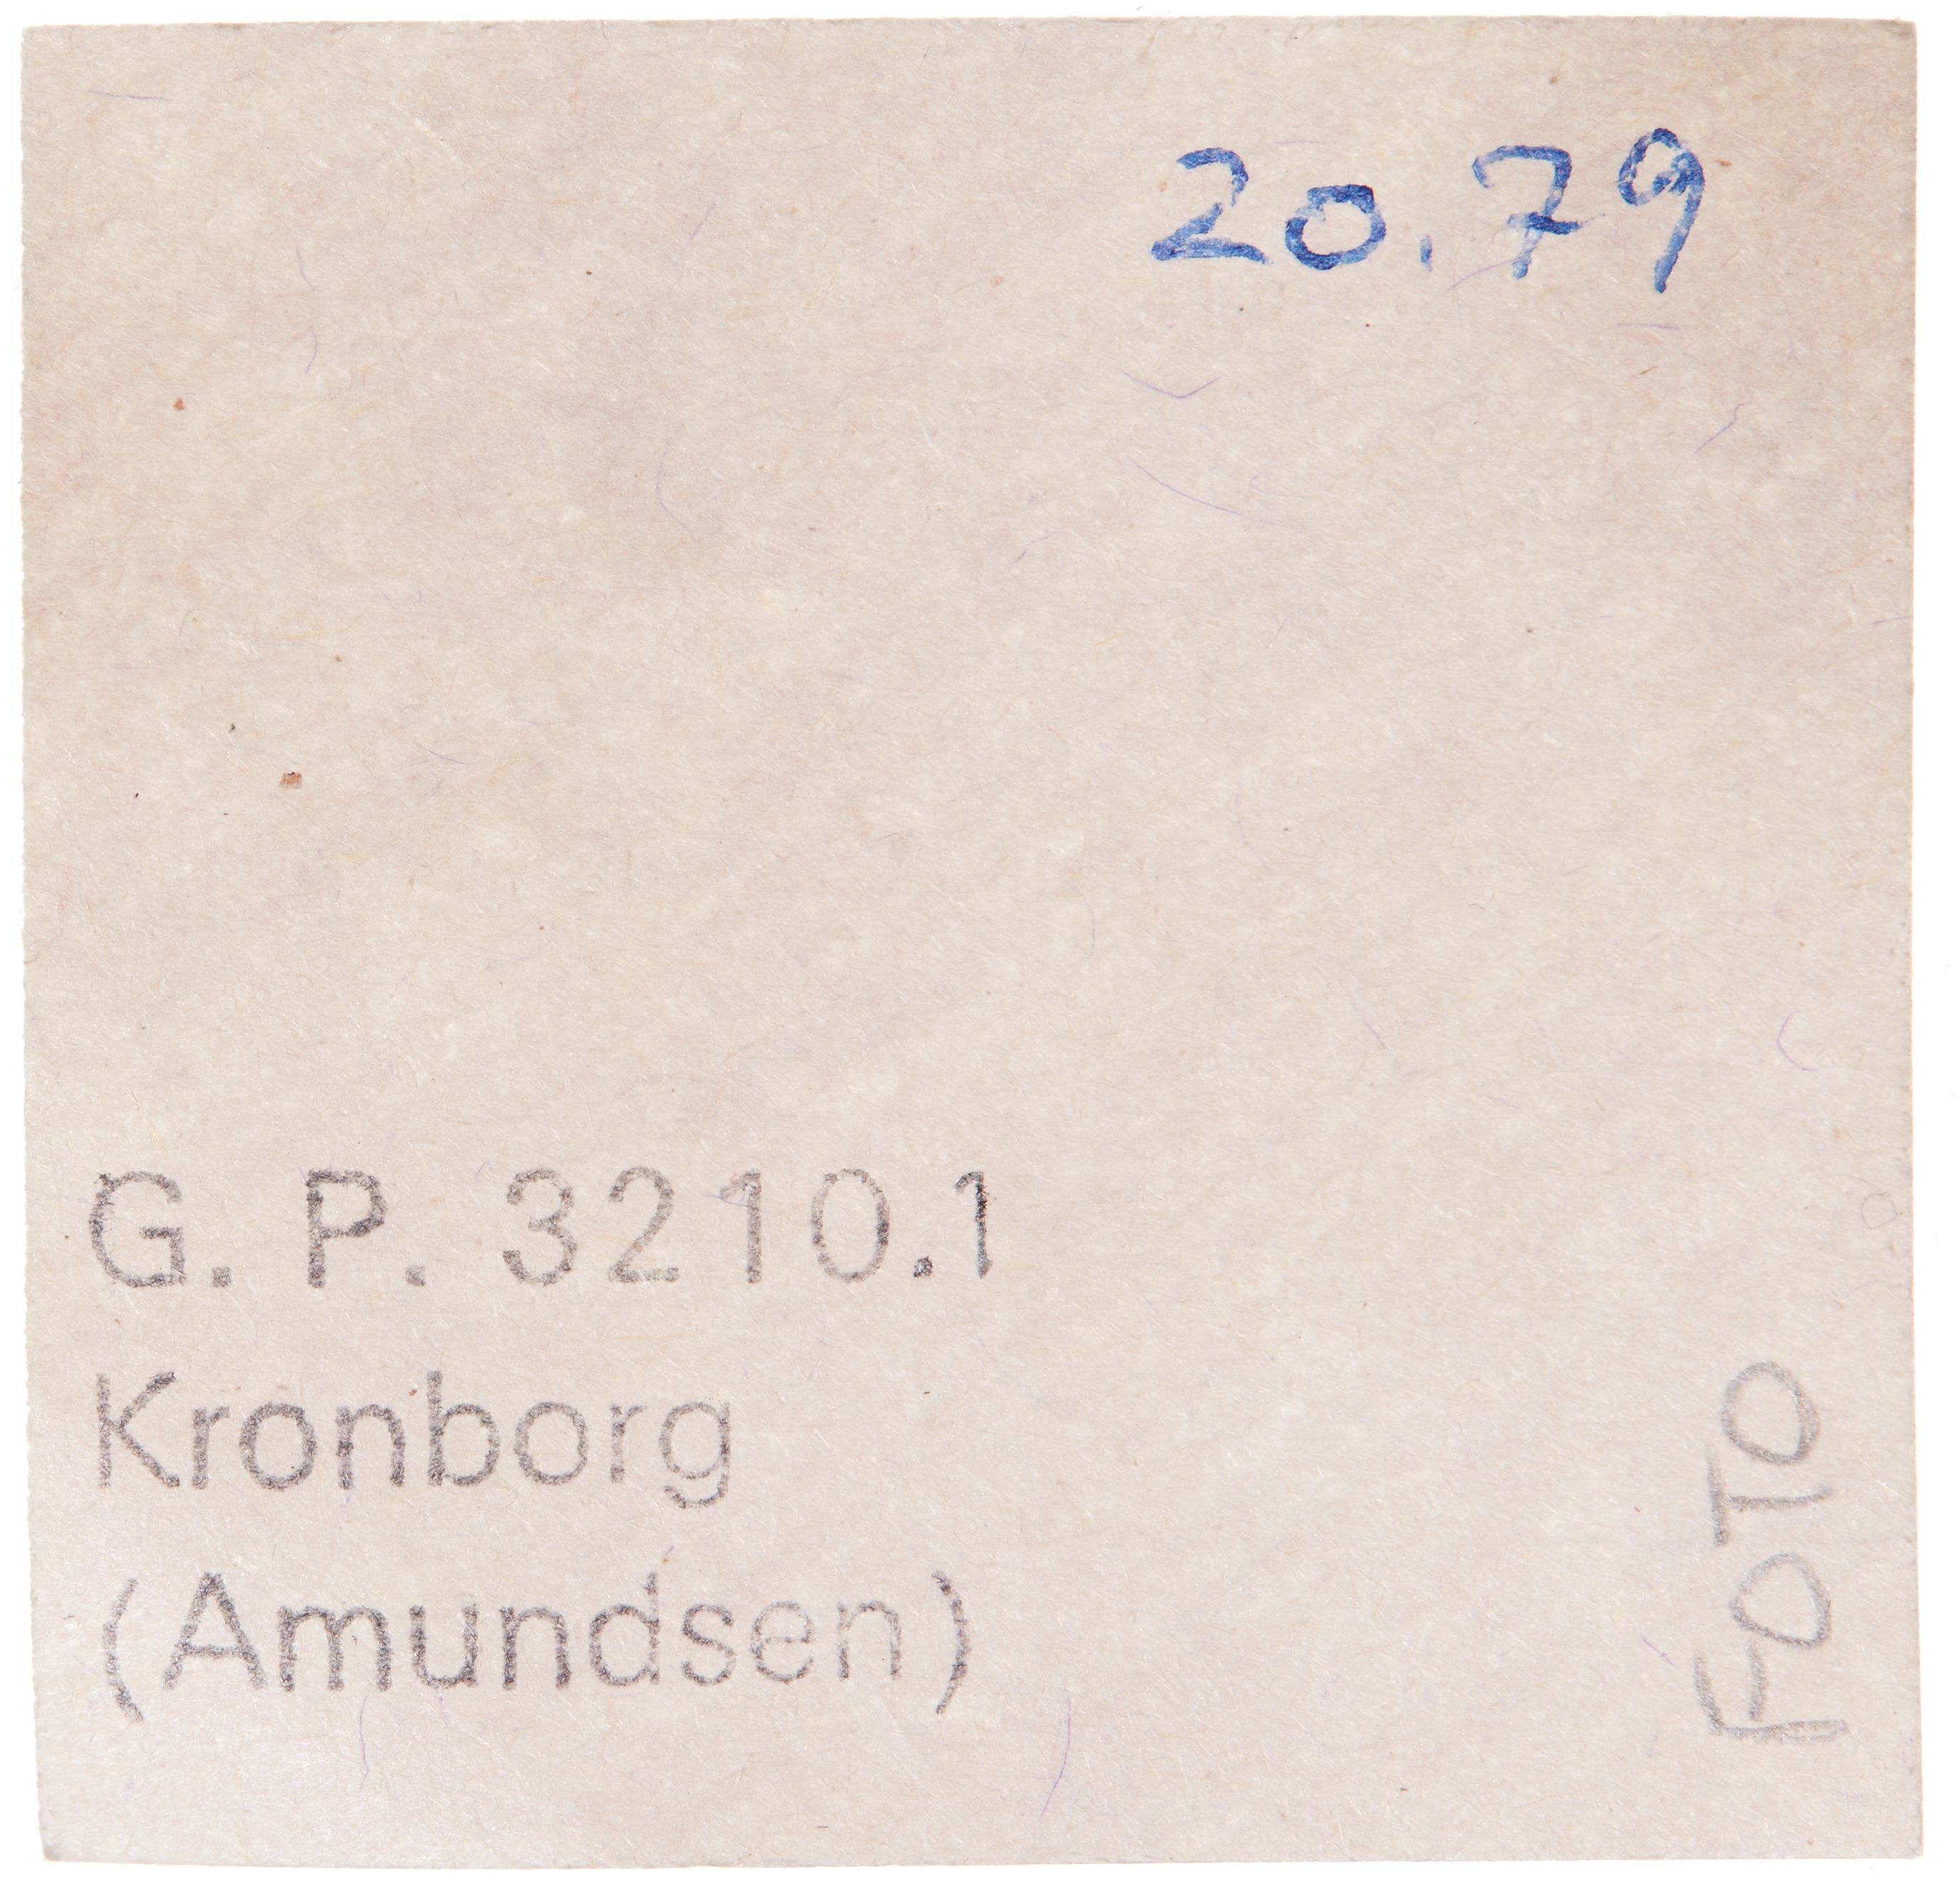 20.79
G. P. 3210.1
Kronborg
(Amundsen)
FOTO